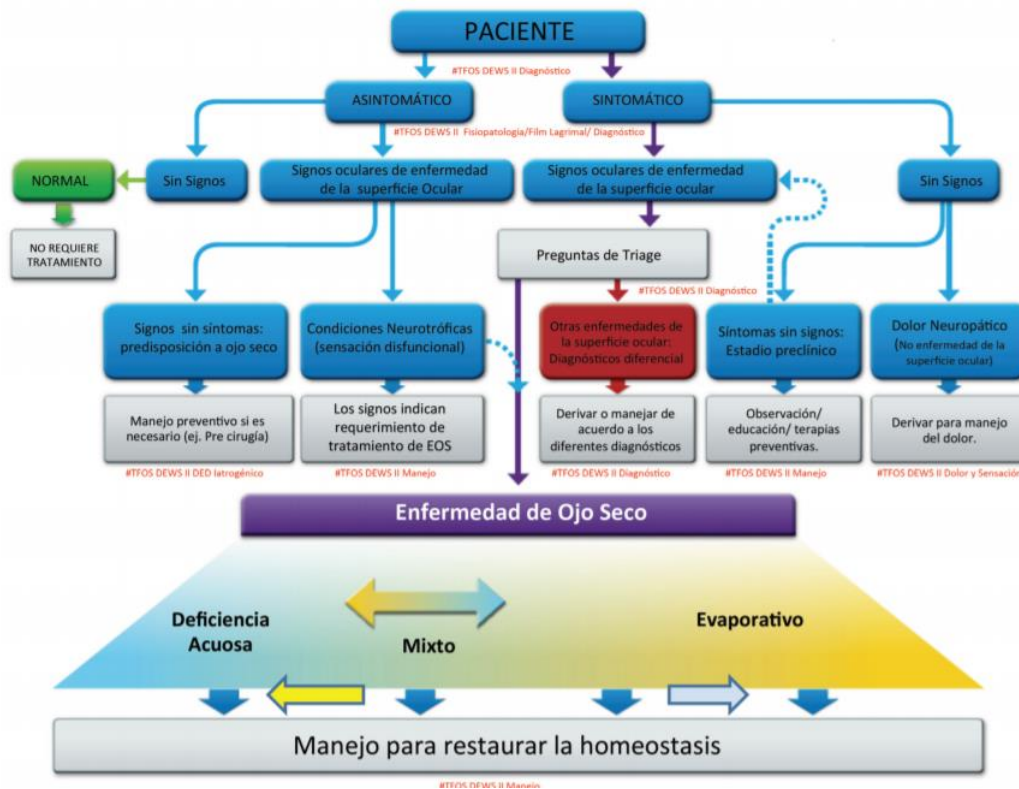 PACIENTE
#TFOS DEWS II Diagnóstico
ASINTOMÁTICO
SINTOMÁTICO
#TFOS DEWS II Fisiopatología/Film Lagrimal/ Diagnóstico
NORMAL
Sin Signos
Signos oculares de enfermedad
de la superficie Ocular
Signos oculares de enfermedad
de la superficie ocular
Sin Signos
NO REQUIERE
TRATAMIENTO
Preguntas de Triage
#TFOS DEWS II Diagnóstico
Signos sin síntomas:
predisposición a ojo seco
Condiciones Neurotróficas
(sensación disfuncional)
Otras enfermedades de
la superficie ocular:
Diagnósticos diferencial
Síntomas sin signos:
Estadio preclínico
Dolor Neuropático
(No enfermedad de la
superficie ocular)
Manejo preventivo si es
necesario (ej. Pre cirugía)
Los signos indican
requerimiento de
tratamiento de EOS
Derivar o manejar de
acuerdo a los
diferentes diagnósticos
Observación/
educación/ terapias
preventivas.
Derivar para manejo
del dolor.
#TFOS DEWS II DED Iatrogénico
#TFOS DEWS II Manejo
#TFOS DEWS II Diagnóstico
#TFOS DEWS II Manejo
#TFOS DEWS II Dolor y Sensación
Enfermedad de Ojo Seco
Deficiencia
Acuosa
Mixto
Evaporativo
Manejo para restaurar la homeostasis
#TFOS DEWS II Manejo